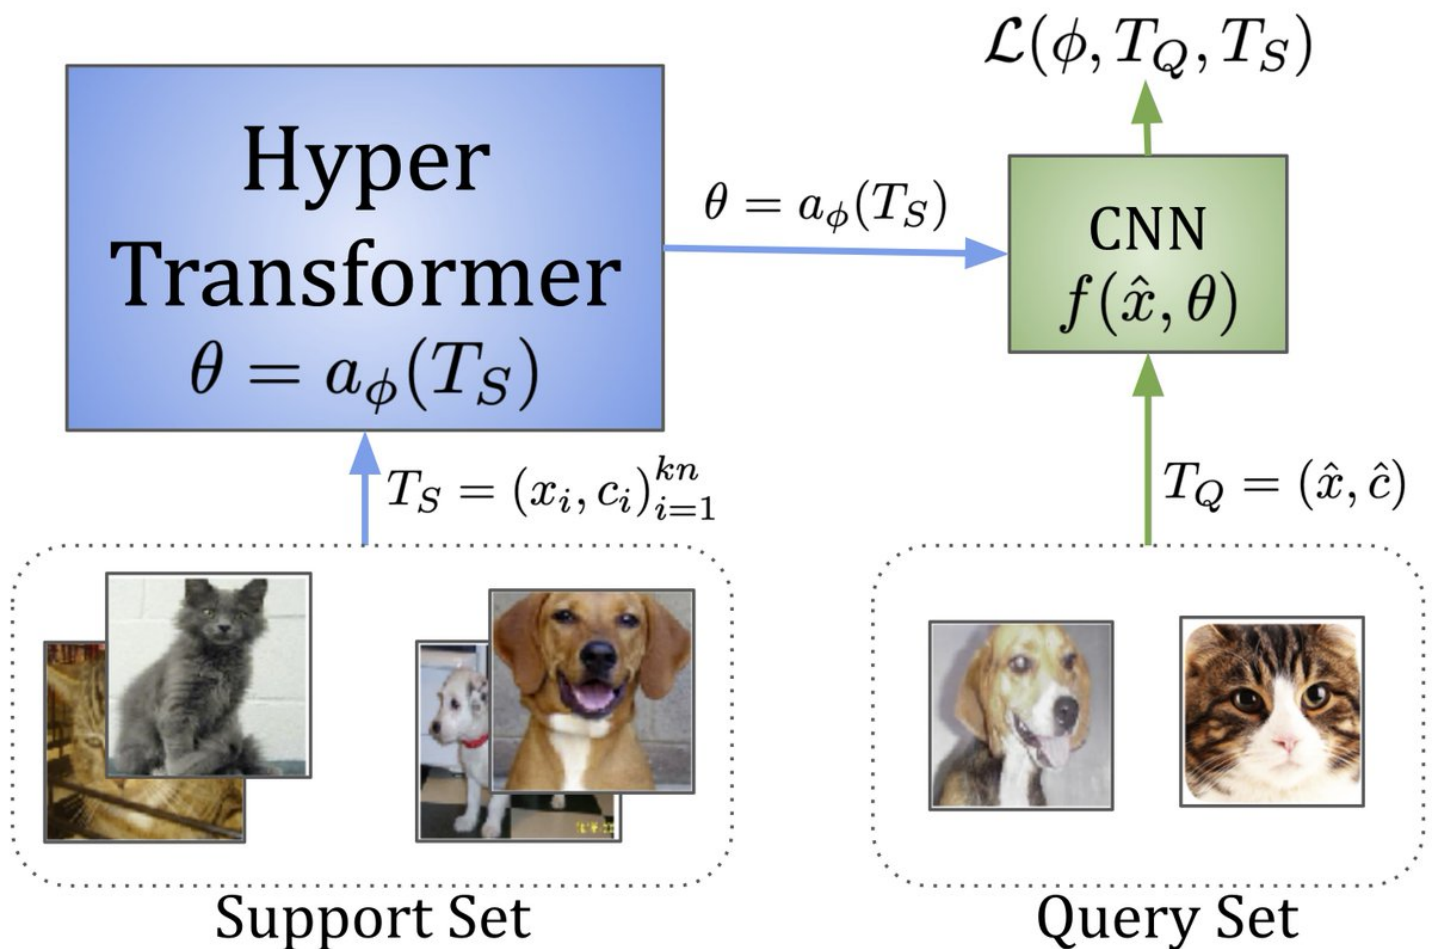 ℒ(ϕ, T_Q, T_S)
Hyper
Transformer
θ = a_ϕ(T_S)
θ = a_ϕ(T_S)
CNN
f(x̂, θ)
T_S = (x_i, c_i)_{i=1}^{kn}
T_Q = (x̂, ĉ)
Support Set
Query Set